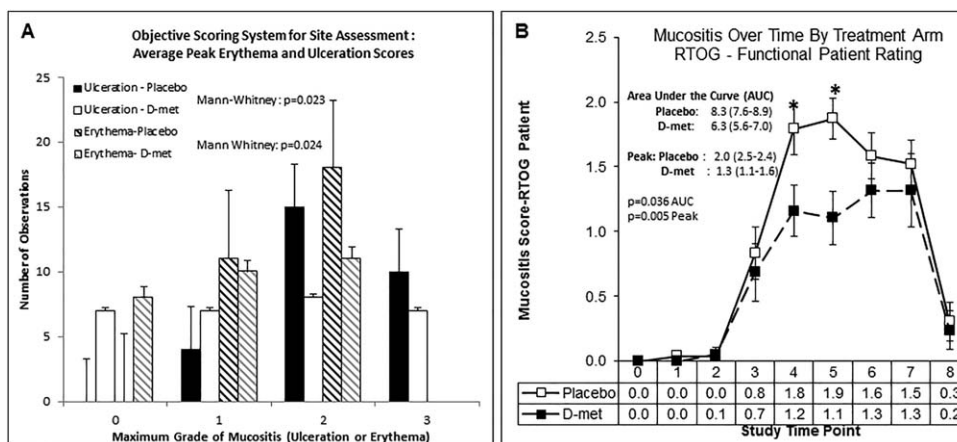 A
Objective Scoring System for Site Assessment :
Average Peak Erythema and Ulceration Scores
25
20
15
10
5
0
Number of Observations
Ulceration - Placebo
Ulceration - D-met
Erythema-Placebo
Erythema- D-met
Mann-Whitney: p=0.023
Mann Whitney: p=0.024
0 1 2 3
Maximum Grade of Mucositis (Ulceration or Erythema)
B
Mucositis Over Time By Treatment Arm
RTOG - Functional Patient Rating
2.5
2.0
1.5
1.0
0.5
0.0
Mucositis Score-RTOG Patient
Area Under the Curve (AUC)
Placebo: 8.3 (7.6-8.9)
D-met: 6.3 (5.6-7.0)
Peak: Placebo : 2.0 (2.5-2.4)
D-met : 1.3 (1.1-1.6)
p=0.036 AUC
p=0.005 Peak
* *
0 1 2 3 4 5 6 7 8
Placebo 0.0 0.0 0.0 0.8 1.8 1.9 1.6 1.5 0.3
D-met 0.0 0.0 0.1 0.7 1.2 1.1 1.3 1.3 0.2
Study Time Point